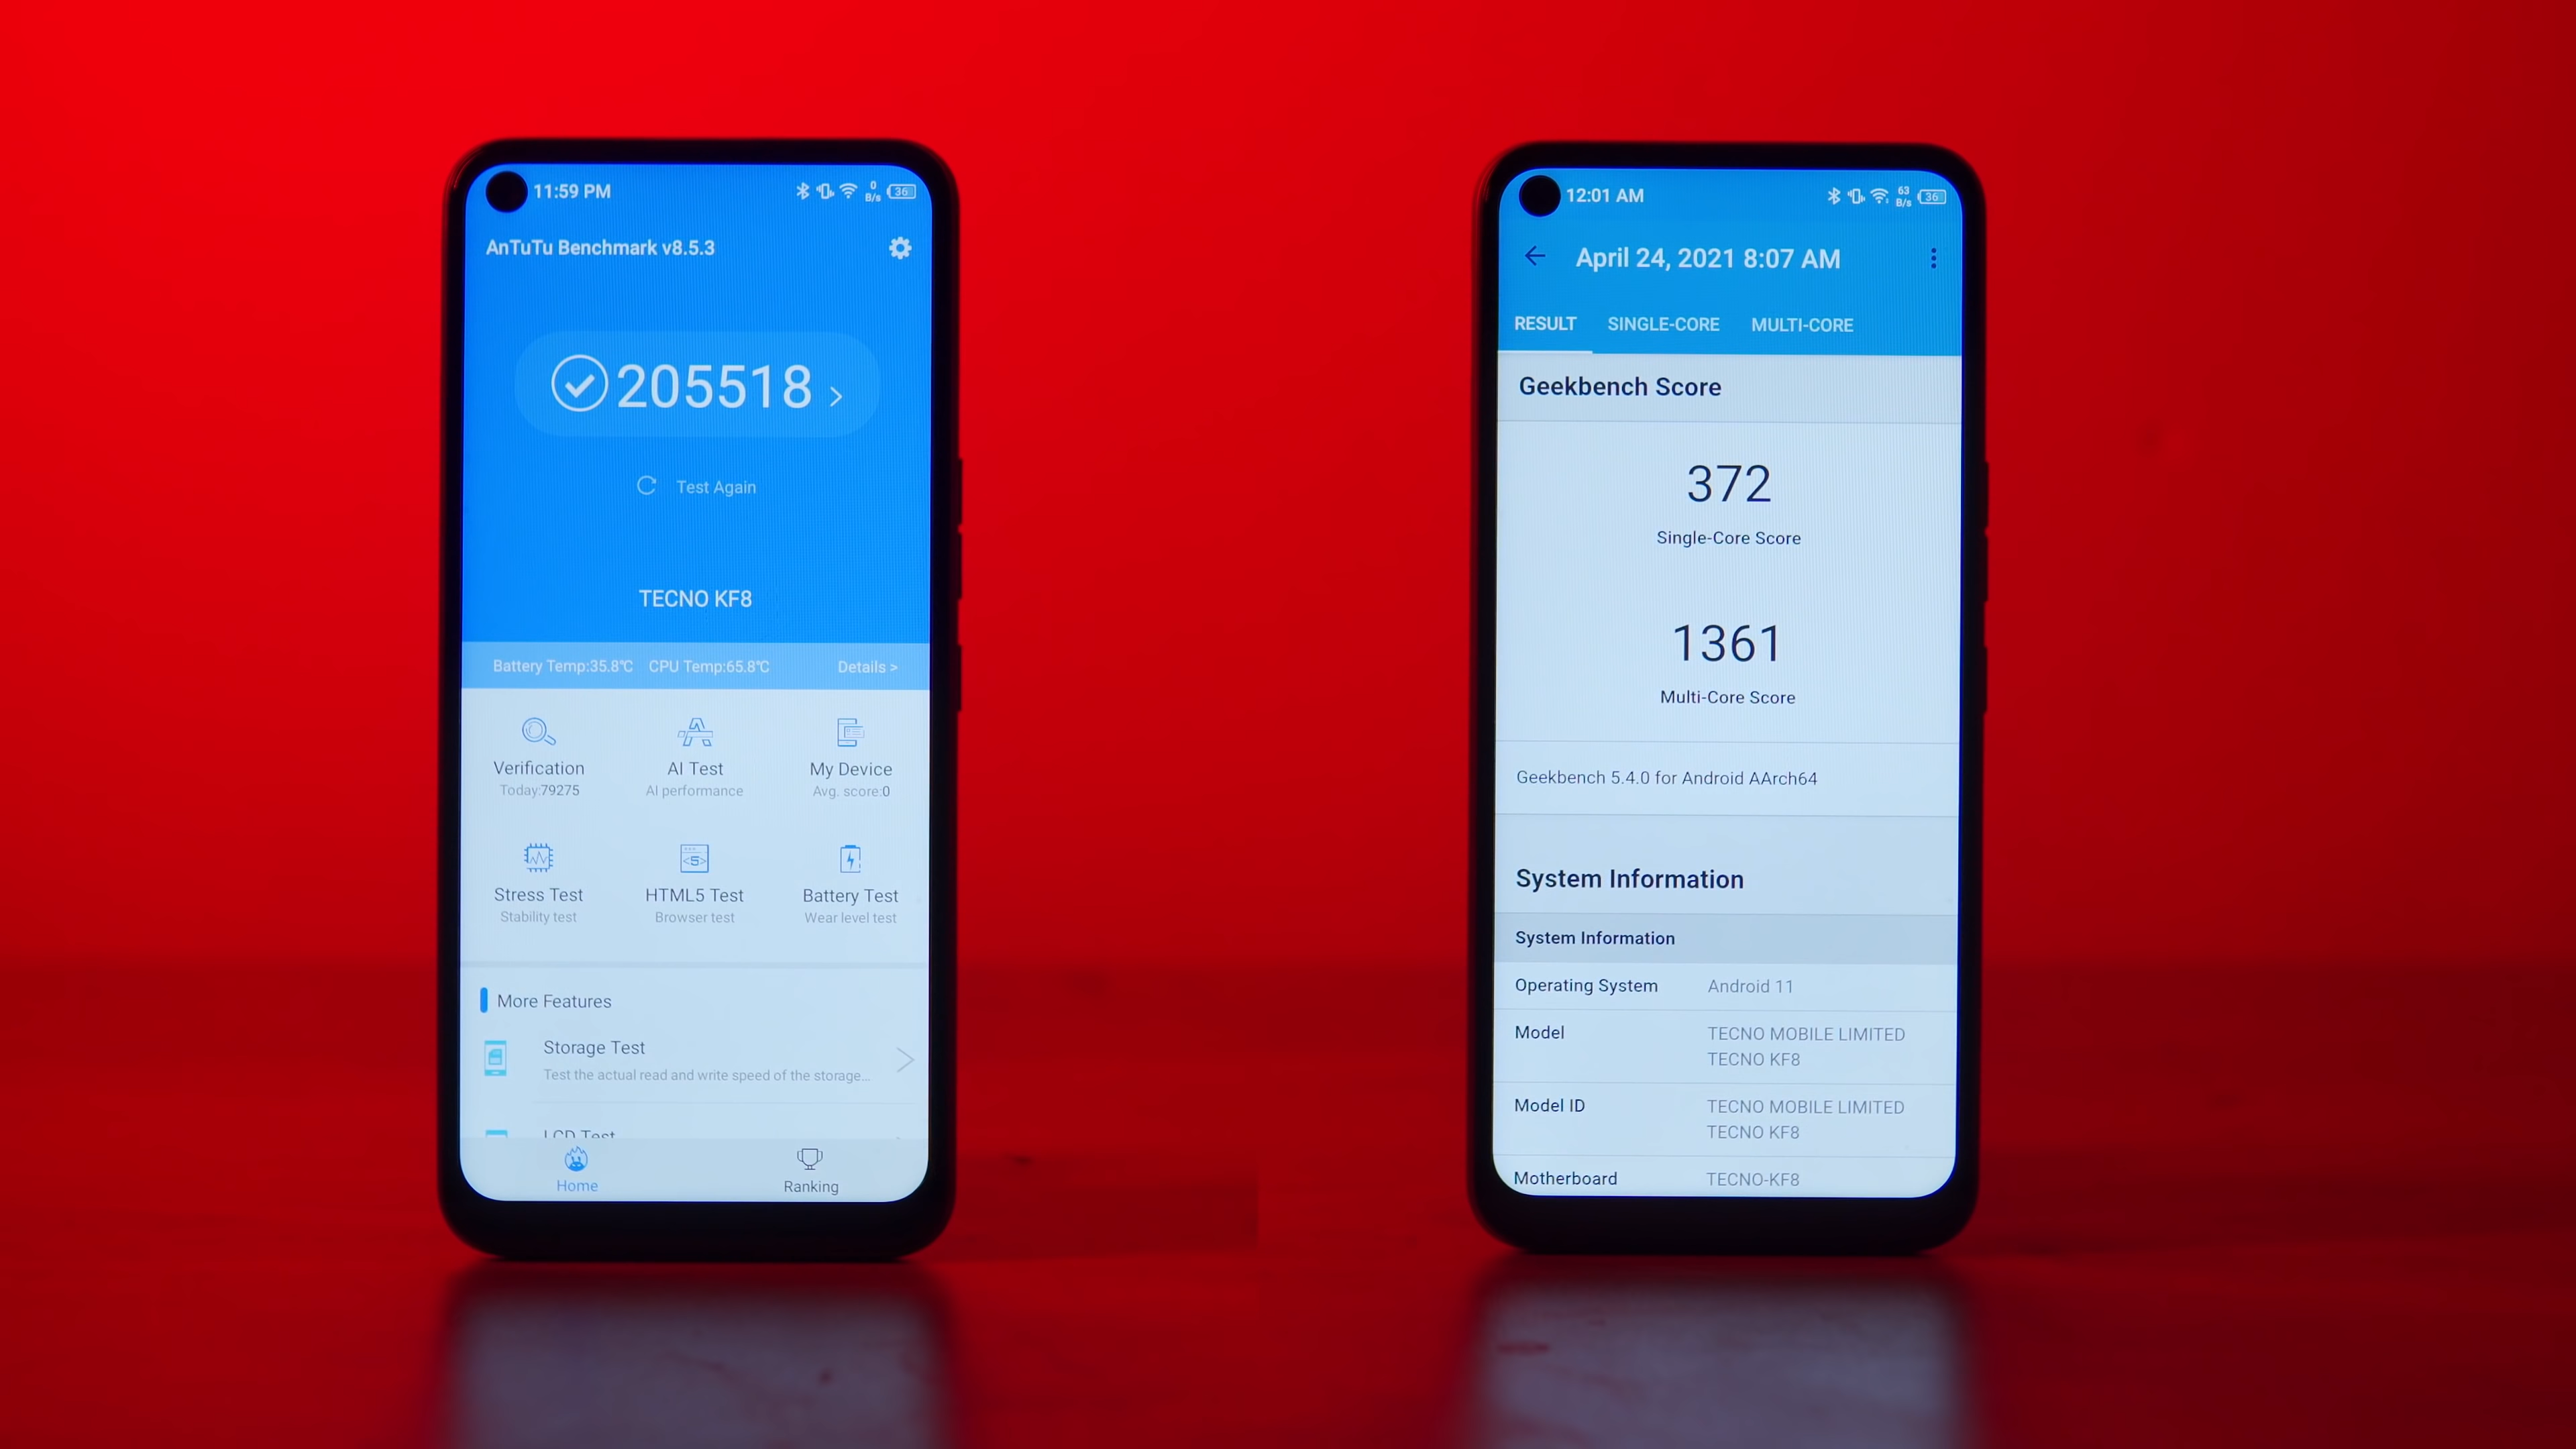 11:59 PM
0 B/s
36
AnTuTu Benchmark v8.5.3
205518 >
Test Again
TECNO KF8
Battery Temp:35.8℃ CPU Temp:65.8℃ Details >
Verification AI Test My Device
Today:79275 AI performance Avg. score:0
<5>
Stress Test HTML5 Test Battery Test
Stability test Browser test Wear level test
More Features
Storage Test
Test the actual read and write speed of the storage...
LCD Test
Home Ranking
12:01 AM
63 B/s
36
April 24, 2021 8:07 AM
RESULT SINGLE-CORE MULTI-CORE
Geekbench Score
372
Single-Core Score
1361
Multi-Core Score
Geekbench 5.4.0 for Android AArch64
System Information
System Information
Operating System Android 11
Model TECNO MOBILE LIMITED
TECNO KF8
Model ID TECNO MOBILE LIMITED
TECNO KF8
Motherboard TECNO-KF8